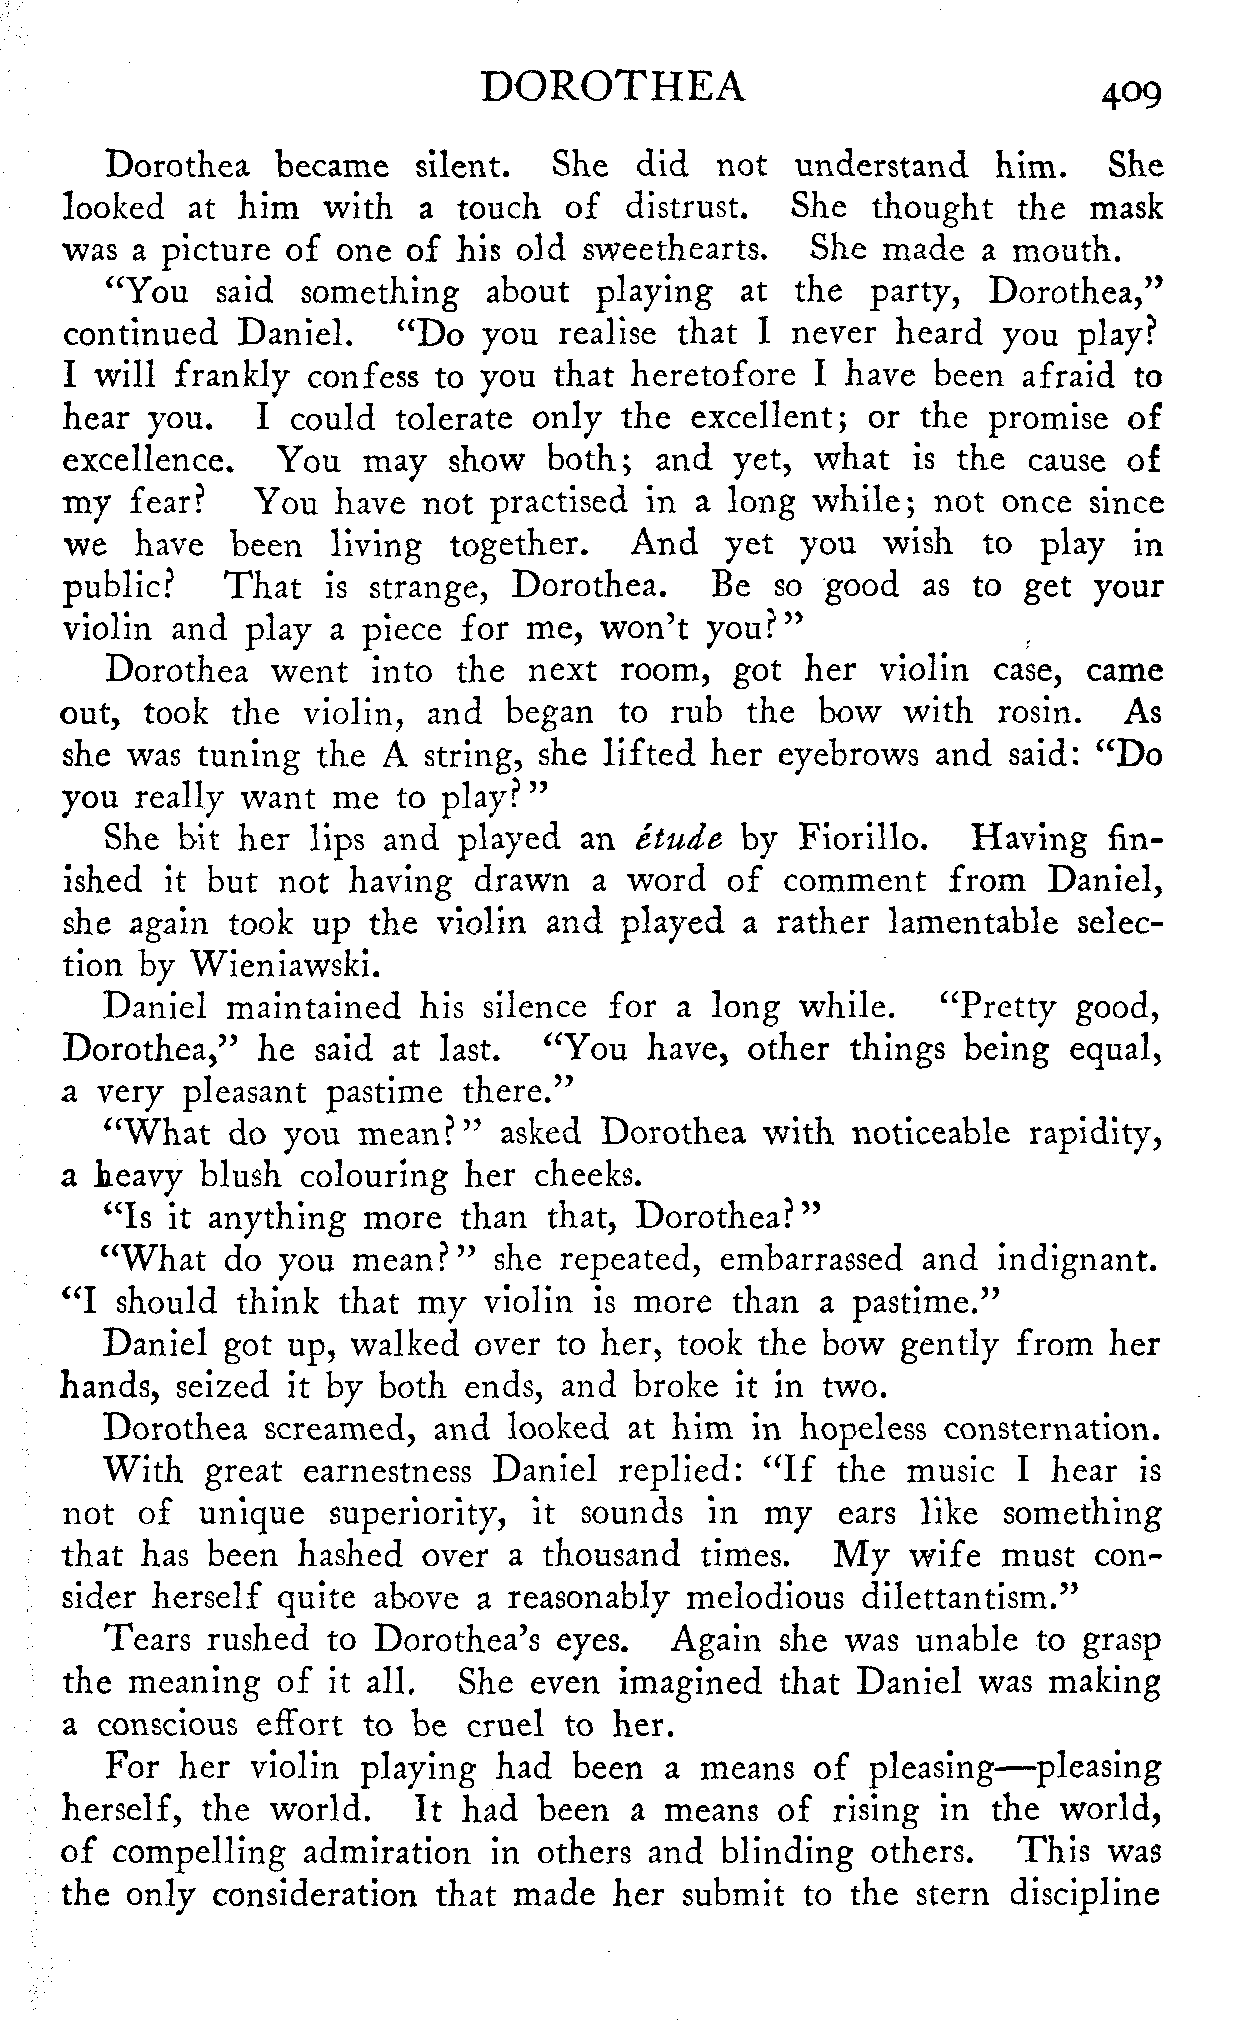 DOROTHEA 409
Dorothea became silent. She did not understand him. She
looked at him with a touch of distrust. She thought the mask
was a picture of one of his old sweethearts. She made a mouth.
“You said something about playing at the party, Dorothea,”
continued Daniel. “Do you realise that I never heard you play?
I will frankly confess to you that heretofore I have been afraid to
hear you. I could tolerate only the excellent; or the promise of
excellence. You may show both; and yet, what is the cause of
my fear? You have not practised in a long while; not once since
we have been living together. And yet you wish to play in
public? That is strange, Dorothea. Be so good as to get your
violin and play a piece for me, won’t you?”
Dorothea went into the next room, got her violin case, came
out, took the violin, and began to rub the bow with rosin. As
she was tuning the A string, she lifted her eyebrows and said: “Do
you really want me to play?”
She bit her lips and played an étude by Fiorillo. Having fin-
ished it but not having drawn a word of comment from Daniel,
she again took up the violin and played a rather lamentable selec-
tion by Wieniawski.
Daniel maintained his silence for a long while. “Pretty good,
Dorothea,” he said at last. “You have, other things being equal,
a very pleasant pastime there.”
“What do you mean?” asked Dorothea with noticeable rapidity,
a heavy blush colouring her cheeks.
“Is it anything more than that, Dorothea?”
“What do you mean?” she repeated, embarrassed and indignant.
“I should think that my violin is more than a pastime.”
Daniel got up, walked over to her, took the bow gently from her
hands, seized it by both ends, and broke it in two.
Dorothea screamed, and looked at him in hopeless consternation.
With great earnestness Daniel replied: “If the music I hear is
not of unique superiority, it sounds in my ears like something
that has been hashed over a thousand times. My wife must con-
sider herself quite above a reasonably melodious dilettantism.”
Tears rushed to Dorothea’s eyes. Again she was unable to grasp
the meaning of it all. She even imagined that Daniel was making
a conscious effort to be cruel to her.
For her violin playing had been a means of pleasing—pleasing
herself, the world. It had been a means of rising in the world,
of compelling admiration in others and blinding others. This was
the only consideration that made her submit to the stern discipline